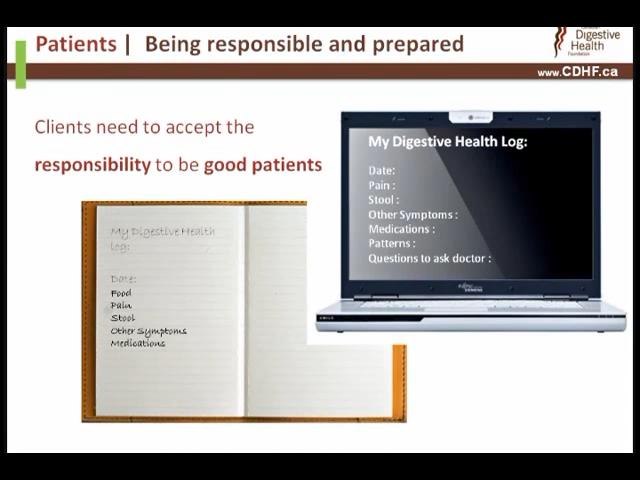 Patients | Being responsible and prepared
Digestive
Health
Foundation
www.CDHF.ca
Clients need to accept the
responsibility to be good patients
My Digestive Health
log:
Date:
Food
Pain
Stool
Other Symptoms
Medications
My Digestive Health Log:
Date:
Pain :
Stool :
Other Symptoms :
Medications :
Patterns :
Questions to ask doctor :
FUJITSU
SIEMENS